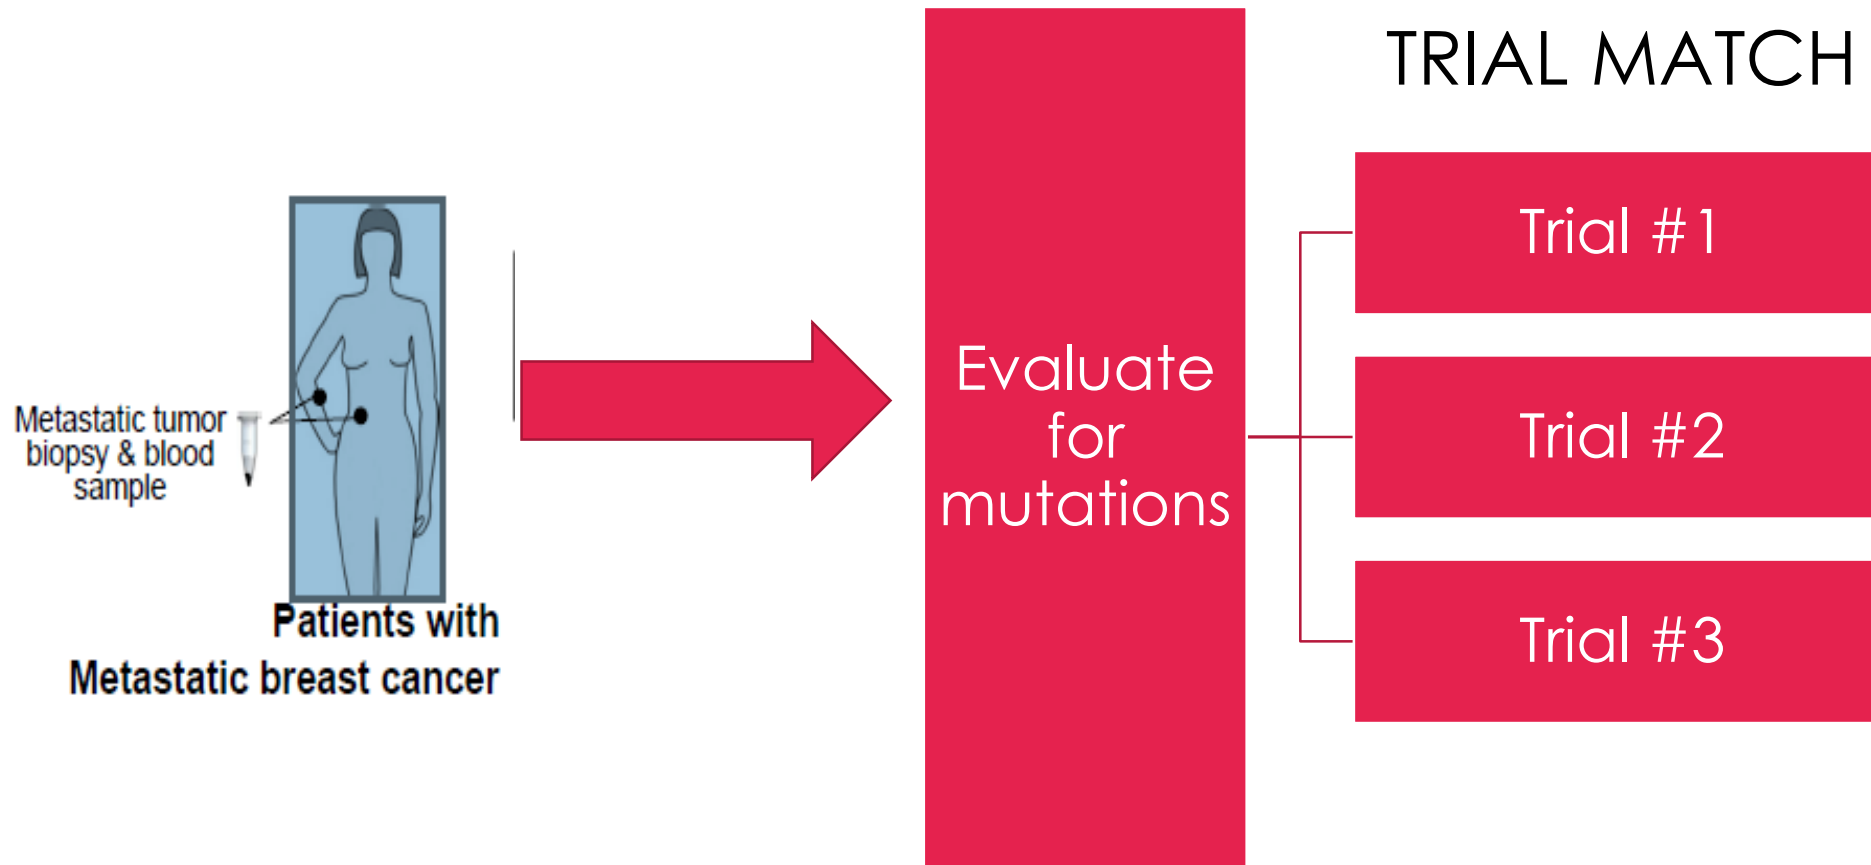 TRIAL MATCH
Metastatic tumor
biopsy & blood
sample
Patients with
Metastatic breast cancer
Evaluate
for
mutations
Trial #1
Trial #2
Trial #3